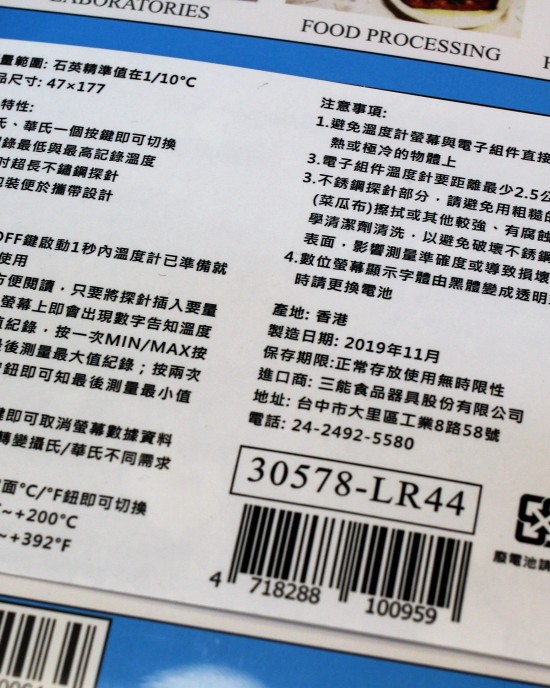 LABORATORIES
FOOD PROCESSING
量範圍: 石英精準值在1/10°C
品尺寸: 47×177
特性:
氏、華氏一個按鍵即可切換
錄最低與最高記錄溫度
吋超長不鏽鋼探針
包裝便於攜帶設計
OFF鍵啟動1秒內溫度計已準備就
使用
方便閱讀，只要將探針插入要量
螢幕上即會出現數字告知溫度
值紀錄，按一次MIN/MAX按
最後測量最大值紀錄；按兩次
鈕即可知最後測量最小值
鍵即可取消螢幕數據資料
轉變攝氏/華氏不同需求
面°C/°F鈕即可切換
~+200°C
~+392°F
注意事項:
1.避免溫度計螢幕與電子組件直接
熱或極冷的物體上
3.電子組件溫度針要距離最少2.5公
3.不銹鋼探針部分，請避免用粗糙的
(菜瓜布)擦拭或其他較強、有腐蝕
學清潔劑清洗，以避免破壞不銹鋼
表面，影響測量準確度或導致損壞
4.數位螢幕顯示字體由黑體變成透明
時請更換電池
產地: 香港
製造日期: 2019年11月
保存期限:正常存放使用無時限性
進口商: 三能食品器具股份有限公司
地址: 台中市大里區工業8路58號
電話: 24-2492-5580
30578-LR44
4 718288 100959
廢電池請